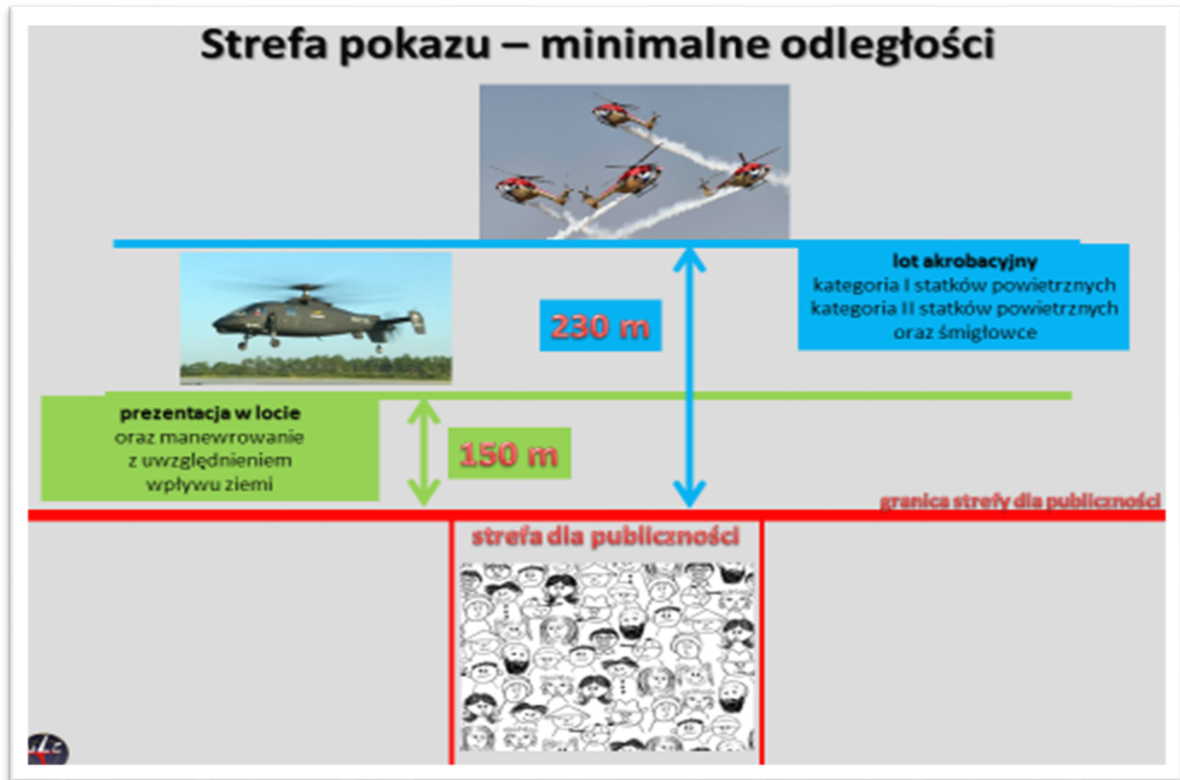 Strefa pokazu – minimalne odległości
lot akrobacyjny
kategoria I statków powietrznych
kategoria II statków powietrznych
oraz śmigłowce
230 m
prezentacja w locie
oraz manewrowanie
z uwzględnieniem
wpływu ziemi
150 m
granica strefy dla publiczności
strefa dla publiczności